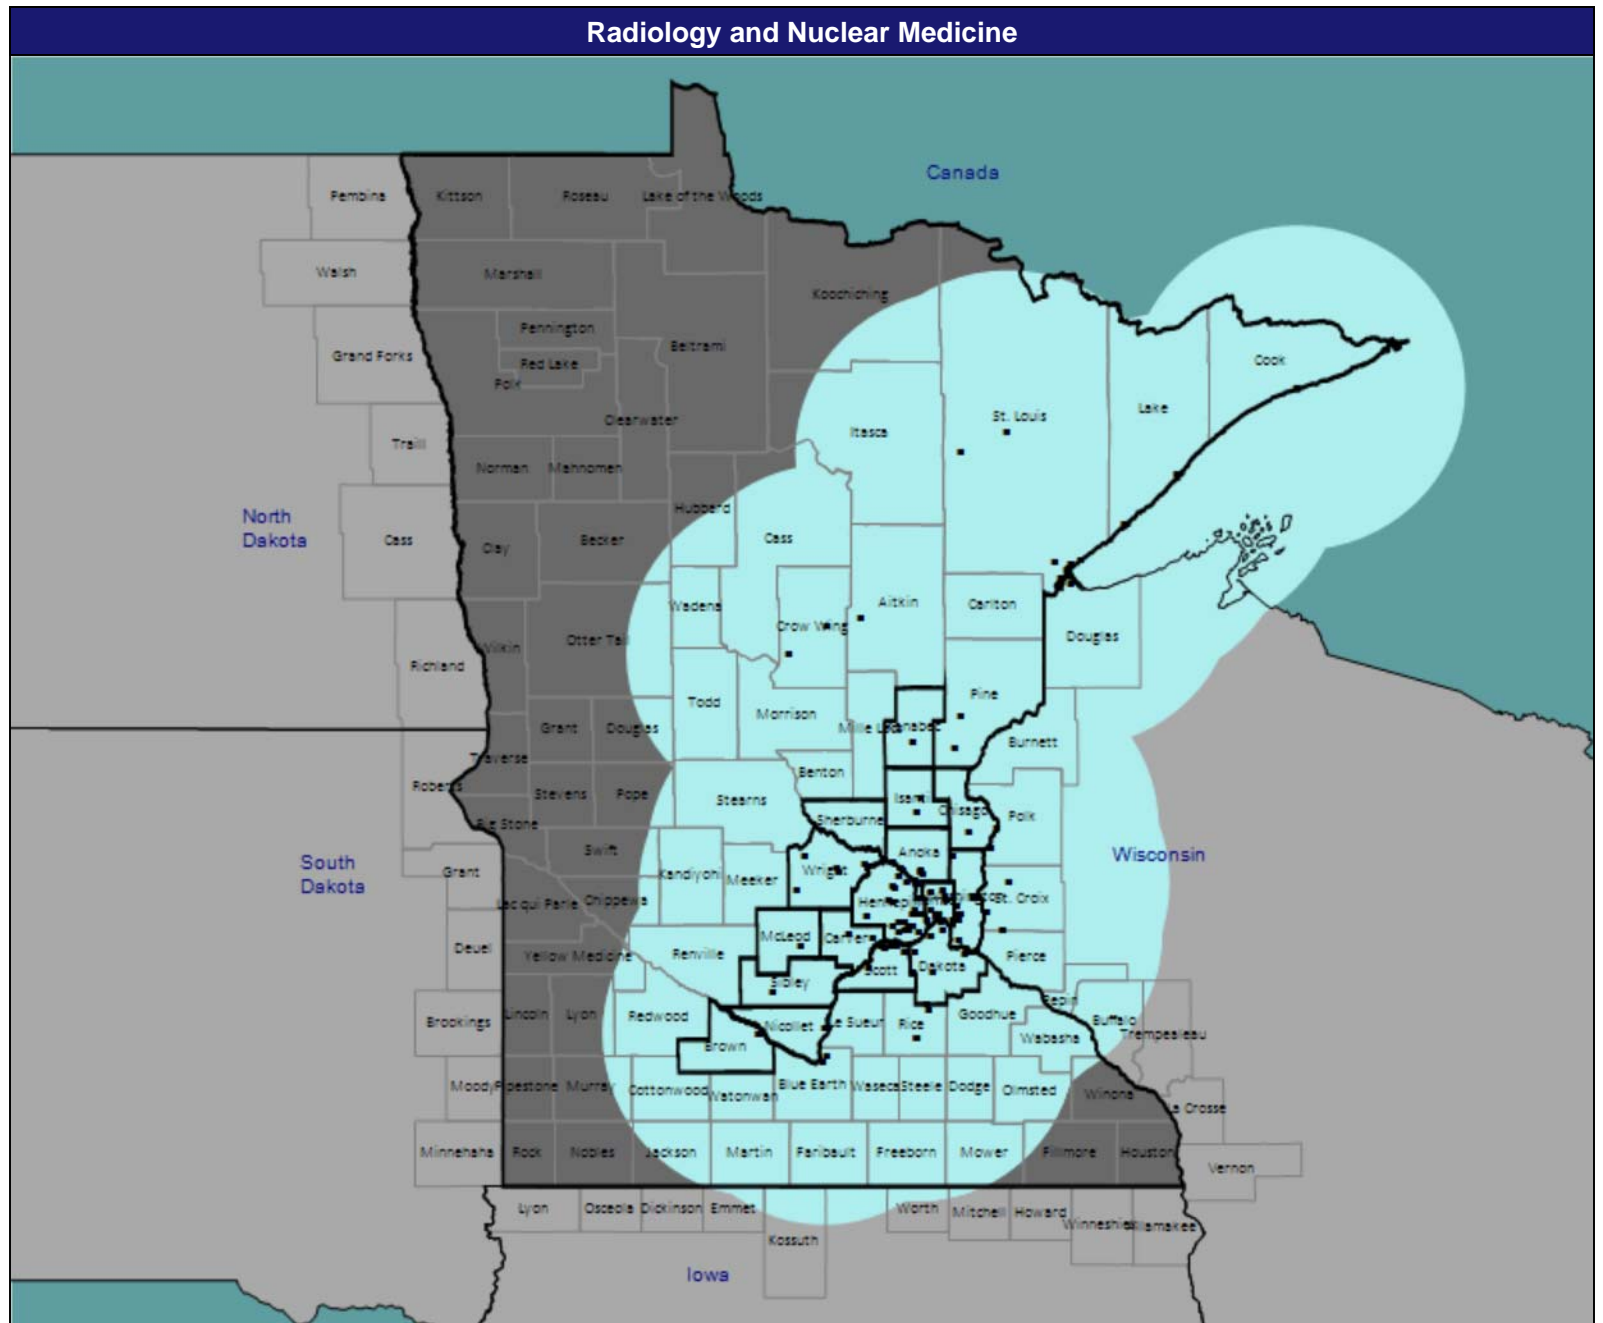 Radiology and Nuclear Medicine
Canada
Pembina
Kittson
Roseau
Lake of the Woods
Walsh
Marshall
Koochiching
Pennington
Grand Forks
Red Lake
Beltrami
Cook
Polk
Lake
Clearwater
St. Louis
Itasca
Traill
Norman
Mahnomen
Hubbard
North
Dakota
Cass
Clay
Becker
Cass
Wadena
Aitkin
Carlton
Crow Wing
Douglas
Otter Tail
Wilkin
Richland
Todd
Morrison
Pine
Grant
Douglas
Mille Lacs
Kanabec
Burnett
Traverse
Benton
Roberts
Stevens
Pope
Stearns
Isanti
Chisago
Polk
Big Stone
Sherburne
Swift
Anoka
Wisconsin
South
Dakota
Grant
Kandiyohi
Meeker
Wright
Lac qui Parle
Chippewa
Hennepin
St. Croix
McLeod
Carver
Deuel
Yellow Medicine
Renville
Scott
Dakota
Pierce
Sibley
Pepin
Brookings
Lincoln
Lyon
Redwood
Nicollet
Le Sueur
Rice
Goodhue
Wabasha
Buffalo
Trempealeau
Brown
Moody
Pipestone
Murray
Cottonwood
Watonwan
Blue Earth
Waseca
Steele
Dodge
Olmsted
Winona
La Crosse
Minnehaha
Rock
Nobles
Jackson
Martin
Faribault
Freeborn
Mower
Fillmore
Houston
Vernon
Lyon
Osceola
Dickinson
Emmet
Kossuth
Worth
Mitchell
Howard
Winneshiek
Allamakee
Iowa